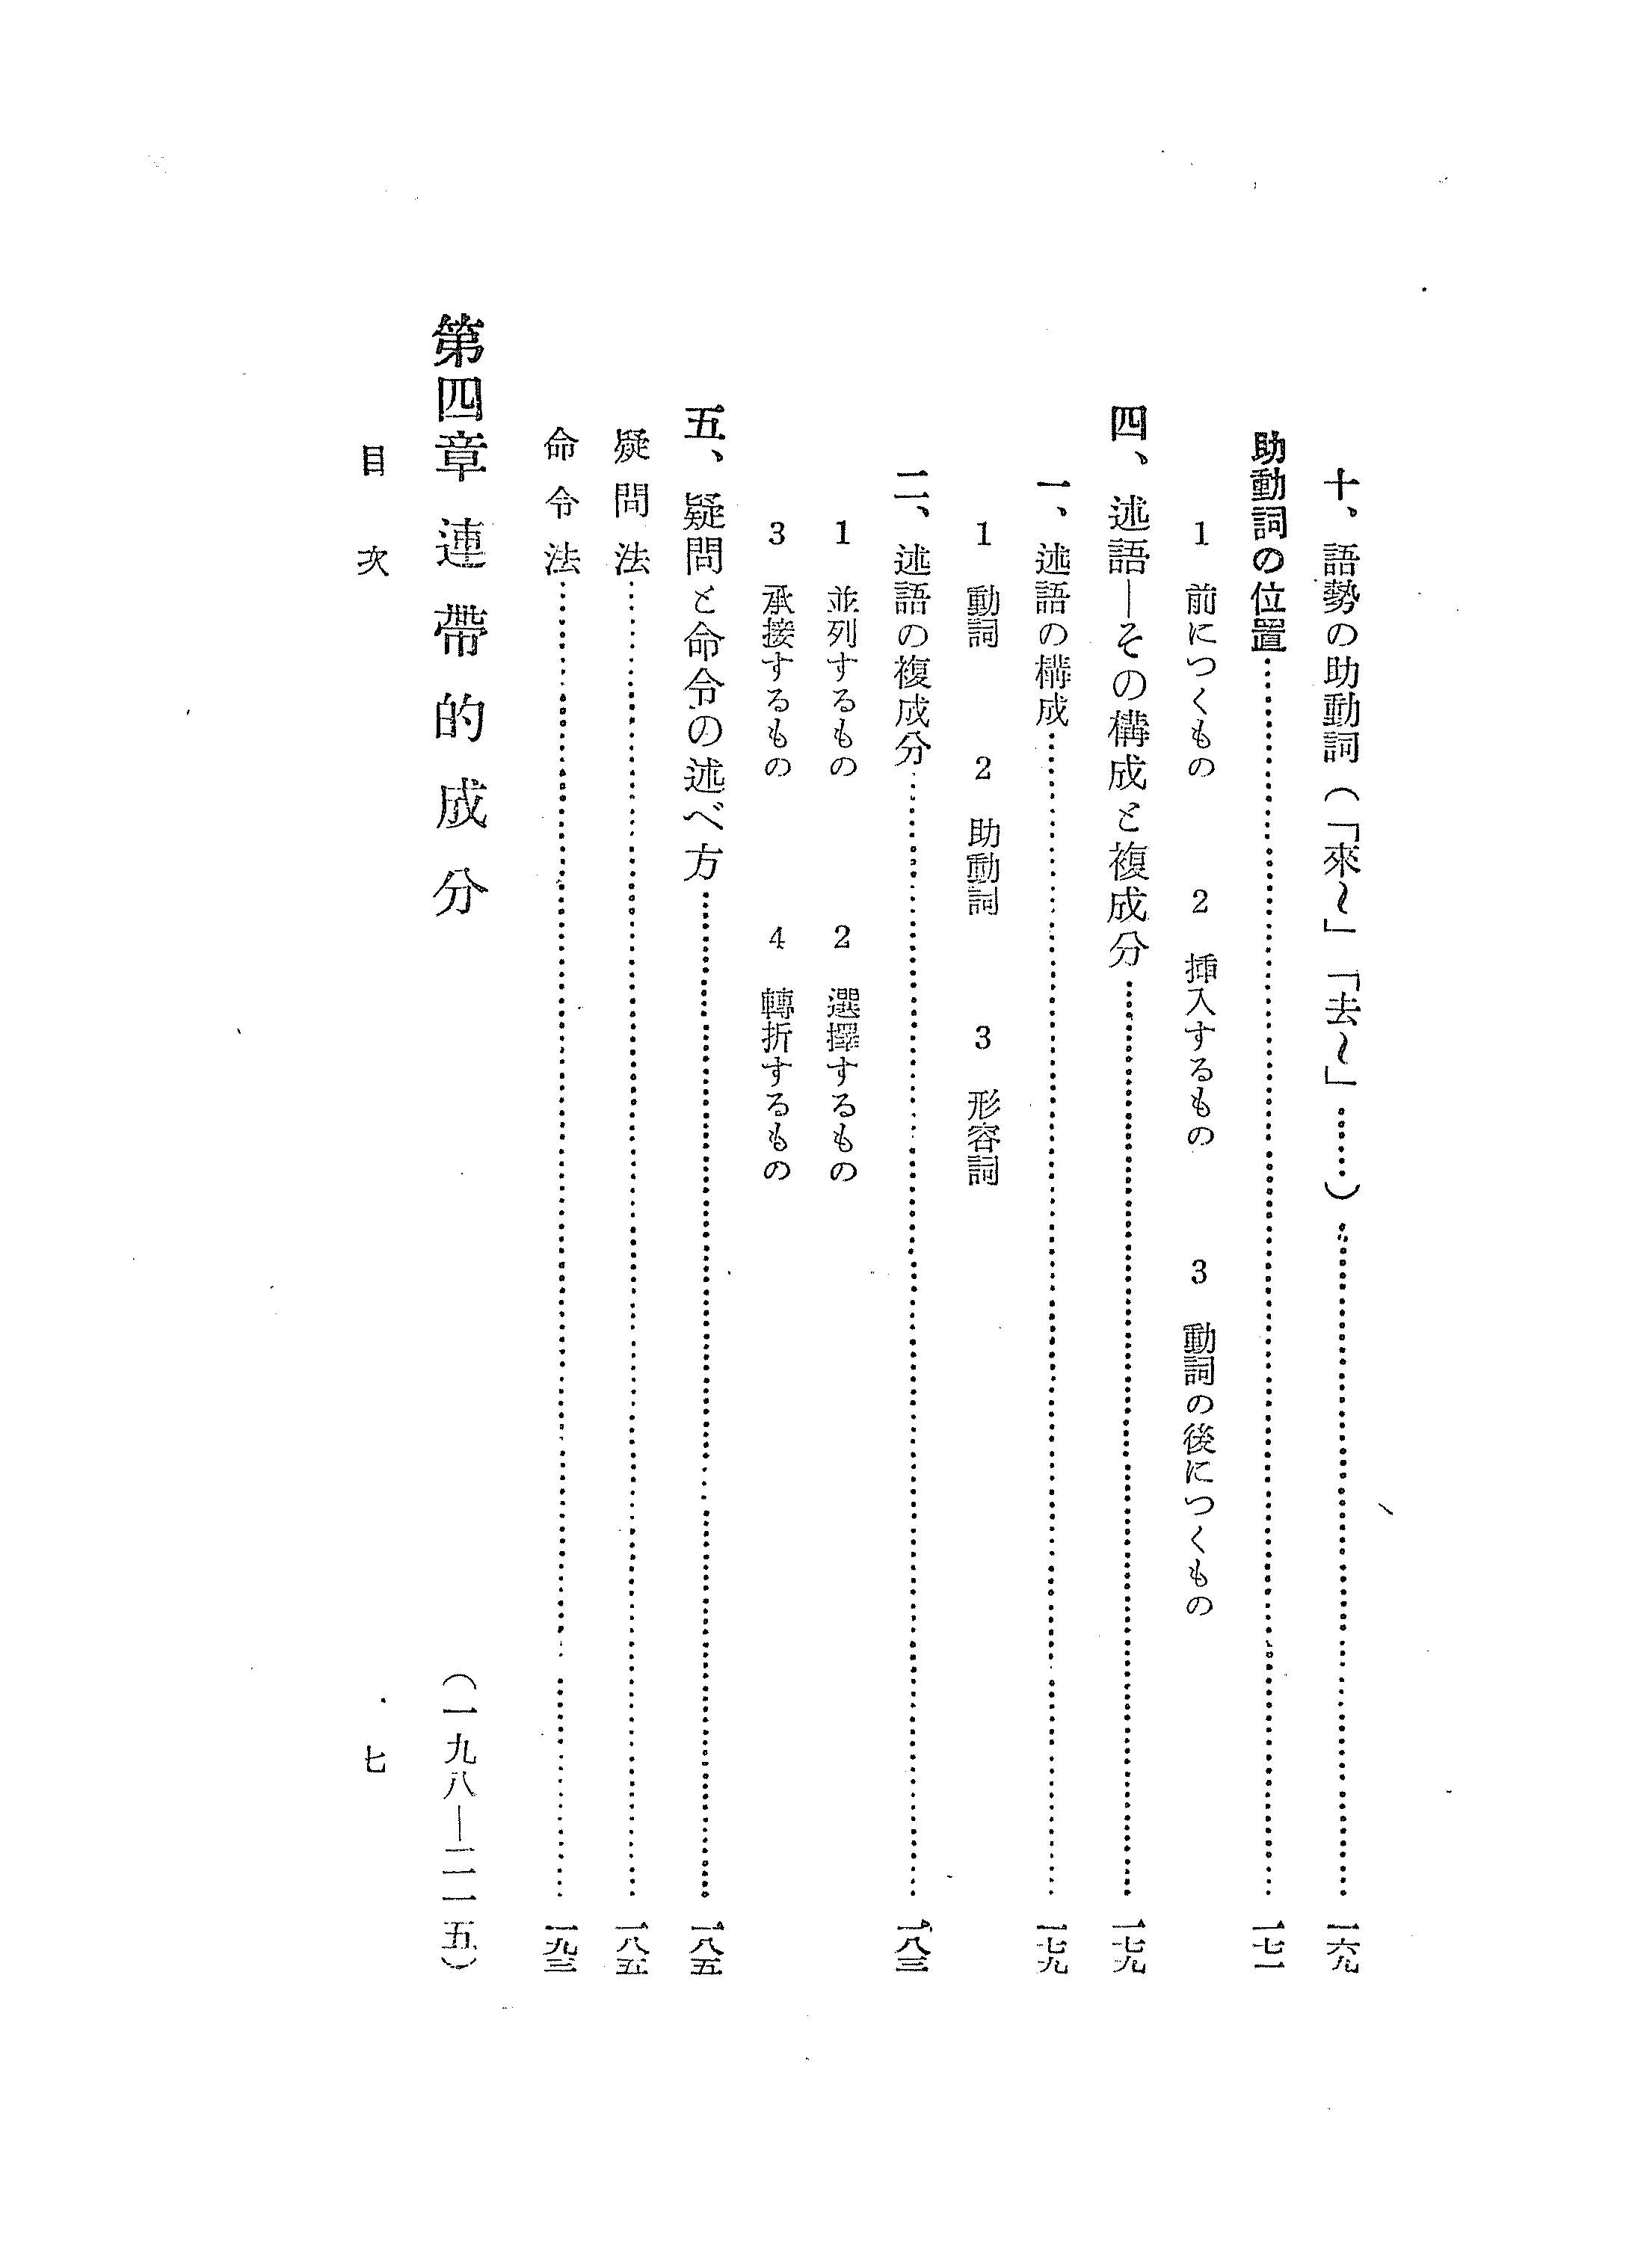 十、語勢の助動詞（「來〜」「去〜」……）……一六九
助動詞の位置……一七一
1 前につくもの 2 挿入するもの 3 動詞の後につくもの
四、述語―その構成と複成分……一七九
一、述語の構成……一七九
1 動詞 2 助動詞 3 形容詞
二、述語の複成分……一八三
1 並列するもの 2 選擇するもの
3 承接するもの 4 轉折するもの
五、疑問と命令の述べ方……一八五
疑問法……一八五
命令法……一九三
第四章 連帶的成分 （一九八―二一五）
目次 七